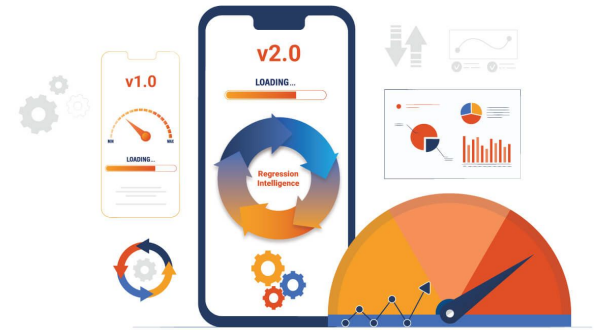 v1.0
MIN
MAX
LOADING...
v2.0
LOADING...
Regression
Intelligence